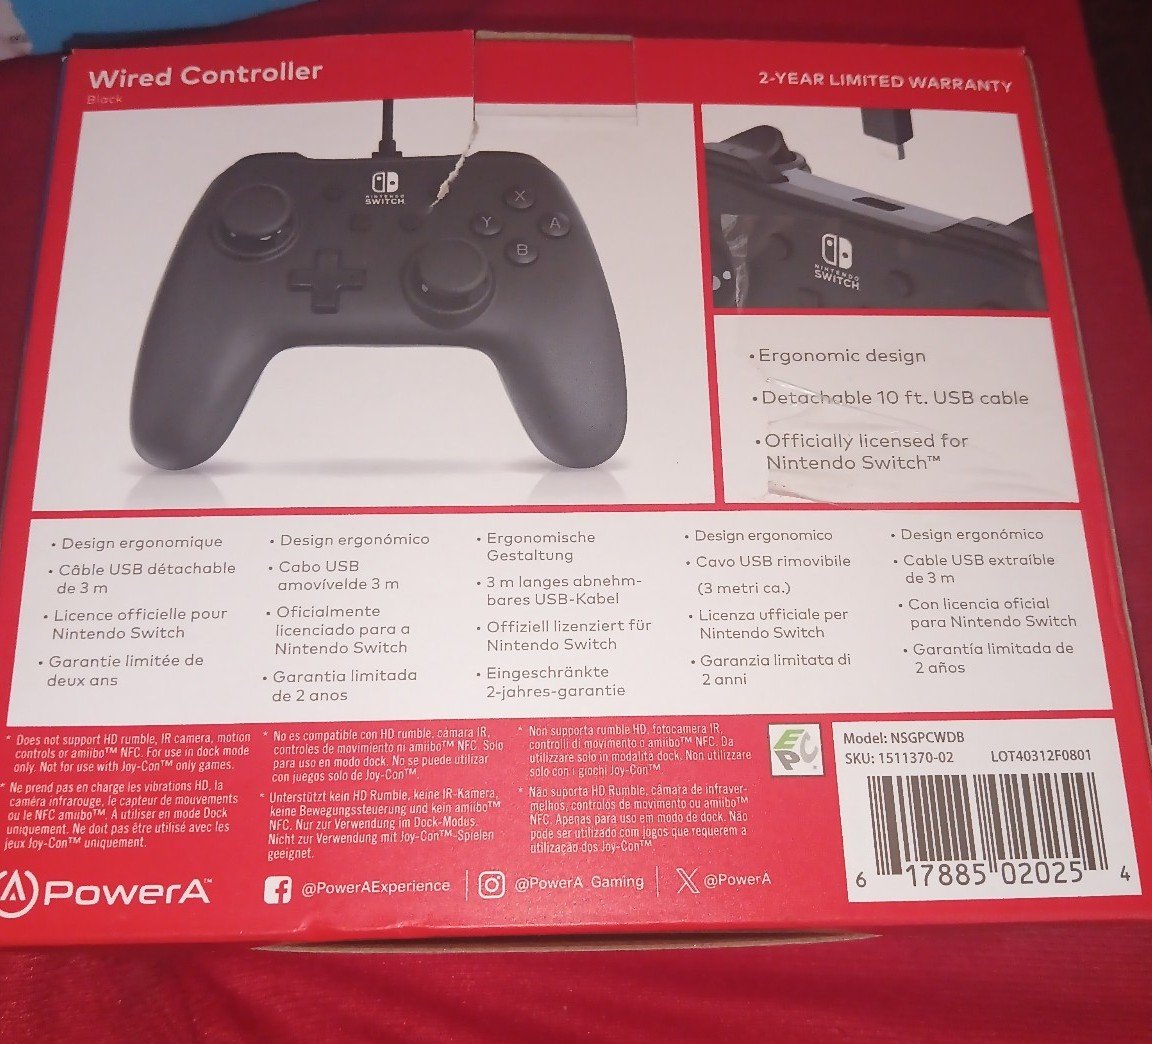 Wired Controller
Black
2-YEAR LIMITED WARRANTY
NINTENDO
SWITCH
X
Y
A
B
NINTENDO
SWITCH
• Ergonomic design
• Detachable 10 ft. USB cable
• Officially licensed for
Nintendo Switch™
• Design ergonomique
• Câble USB détachable
de 3 m
• Licence officielle pour
Nintendo Switch
• Garantie limitée de
deux ans
• Design ergonómico
• Cabo USB
amovívelde 3 m
• Oficialmente
licenciado para a
Nintendo Switch
• Garantia limitada
de 2 anos
• Ergonomische
Gestaltung
• 3 m langes abnehm-
bares USB-Kabel
• Offiziell lizenziert für
Nintendo Switch
• Eingeschränkte
2-jahres-garantie
• Design ergonomico
• Cavo USB rimovibile
(3 metri ca.)
• Licenza ufficiale per
Nintendo Switch
• Garanzia limitata di
2 anni
• Design ergonómico
• Cable USB extraíble
de 3 m
• Con licencia oficial
para Nintendo Switch
• Garantía limitada de
2 años
* Does not support HD rumble, IR camera, motion
controls or amiibo™ NFC. For use in dock mode
only. Not for use with Joy-Con™ only games.
* Ne prend pas en charge les vibrations HD, la
caméra infrarouge, le capteur de mouvements
ou le NFC amiibo™. À utiliser en mode Dock
uniquement. Ne doit pas être utilisé avec les
jeux Joy-Con™ uniquement.
* No es compatible con HD rumble, cámara IR,
controles de movimiento ni amiibo™ NFC. Solo
para uso en modo dock. No se puede utilizar
con juegos solo de Joy-Con™.
* Unterstützt kein HD Rumble, keine IR-Kamera,
keine Bewegungssteuerung und kein amiibo™
NFC. Nur zur Verwendung im Dock-Modus.
Nicht zur Verwendung mit Joy-Con™-Spielen
geeignet.
* Non supporta rumble HD, fotocamera IR,
controlli di movimento o amiibo™ NFC. Da
utilizzare solo in modalità dock. Non utilizzare
solo con i giochi Joy-Con™.
* Não suporta HD Rumble, câmara de infraver-
melhos, controlos de movimento ou amiibo™
NFC. Apenas para uso em modo de dock. Não
pode ser utilizado com jogos que requerem a
utilização dos Joy-Con™.
EPC
Model: NSGPCWDB
SKU: 1511370-02
LOT40312F0801
6 17885 02025 4
PowerA™
@PowerAExperience
@PowerA_Gaming
@PowerA